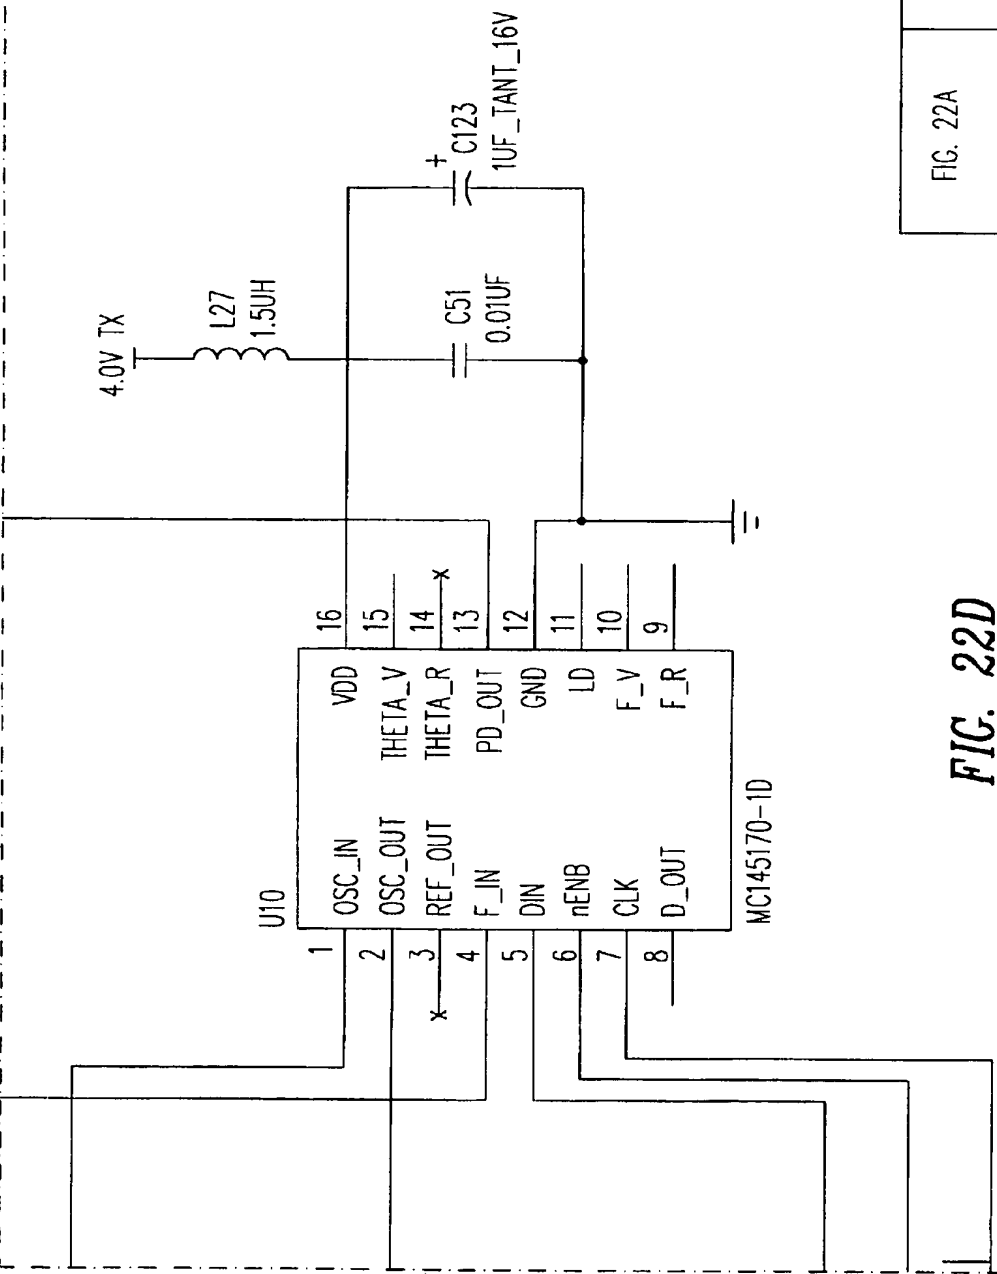 4.0V TX
L27
1.5UH
C51
0.01UF
+
C123
1UF_TANT_16V
U10
1 OSC_IN
2 OSC_OUT
3 REF_OUT
4 F_IN
5 DIN
6 nENB
7 CLK
8 D_OUT
VDD 16
THETA_V 15
THETA_R 14
PD_OUT 13
GND 12
LD 11
F_V 10
F_R 9
x
x
MC145170-1D
FIG. 22D
FIG. 22A